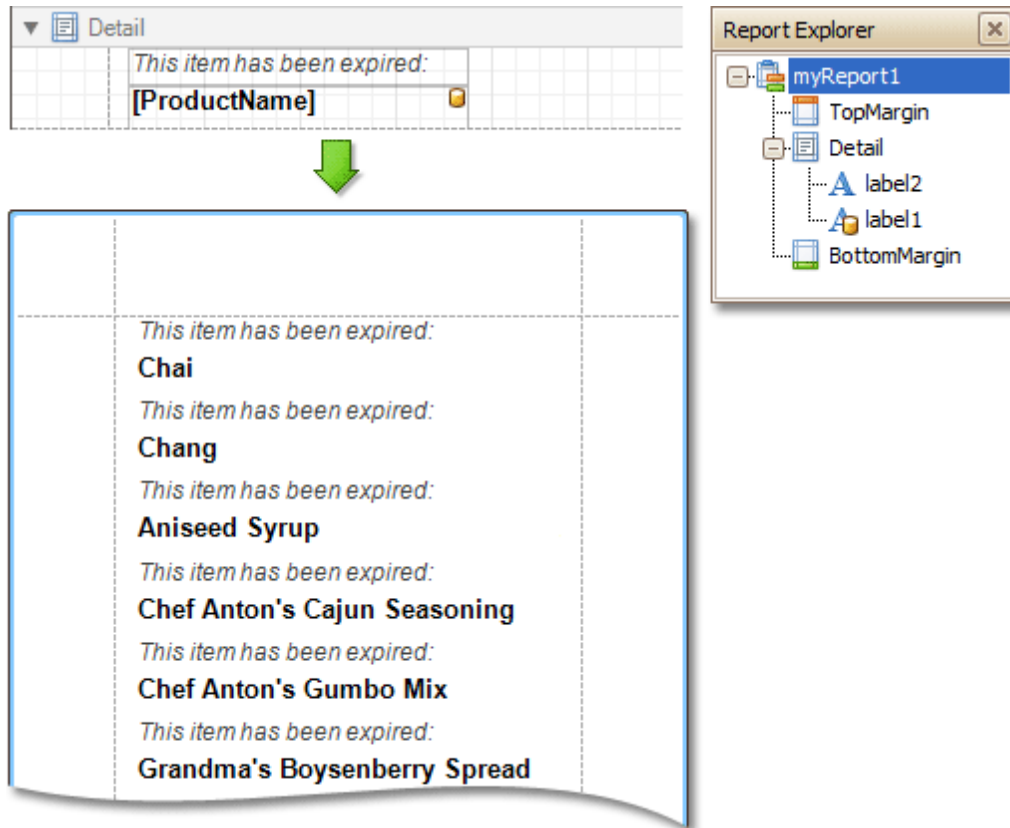 Detail
This item has been expired:
[ProductName]
This item has been expired:
Chai
This item has been expired:
Chang
This item has been expired:
Aniseed Syrup
This item has been expired:
Chef Anton's Cajun Seasoning
This item has been expired:
Chef Anton's Gumbo Mix
This item has been expired:
Grandma's Boysenberry Spread
Report Explorer
myReport1
TopMargin
Detail
label2
label1
BottomMargin